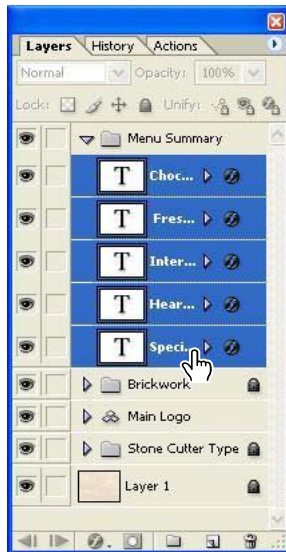 Layers History Actions
Normal Opacity: 100%
Lock: Unify:
Menu Summary
T Choc...
T Fres...
T Inter...
T Hear...
T Speci...
Brickwork
Main Logo
Stone Cutter Type
Layer 1